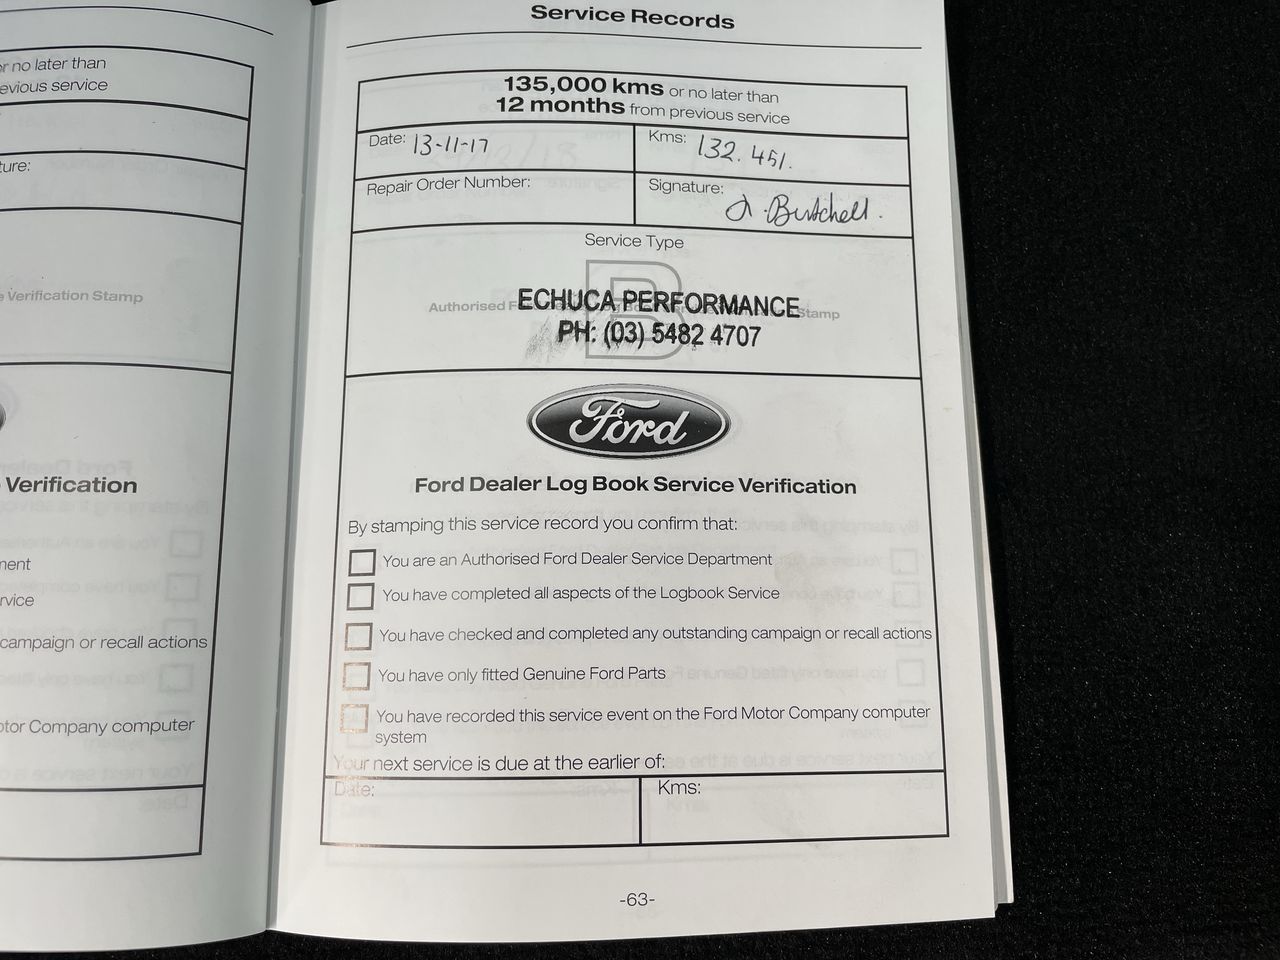 or no later than
evious service
ture:
e Verification Stamp
Verification
ment
rvice
campaign or recall actions
otor Company computer
Service Records
135,000 kms or no later than
12 months from previous service
Date: 13-11-17
Kms: 132.451.
Repair Order Number:
Signature: J. Butchell.
Service Type
B
Authorised F Stamp
ECHUCA PERFORMANCE
PH: (03) 5482 4707
Ford
Ford Dealer Log Book Service Verification
By stamping this service record you confirm that:
You are an Authorised Ford Dealer Service Department
You have completed all aspects of the Logbook Service
You have checked and completed any outstanding campaign or recall actions
You have only fitted Genuine Ford Parts
You have recorded this service event on the Ford Motor Company computer
system
Your next service is due at the earlier of:
Date:
Kms:
-63-